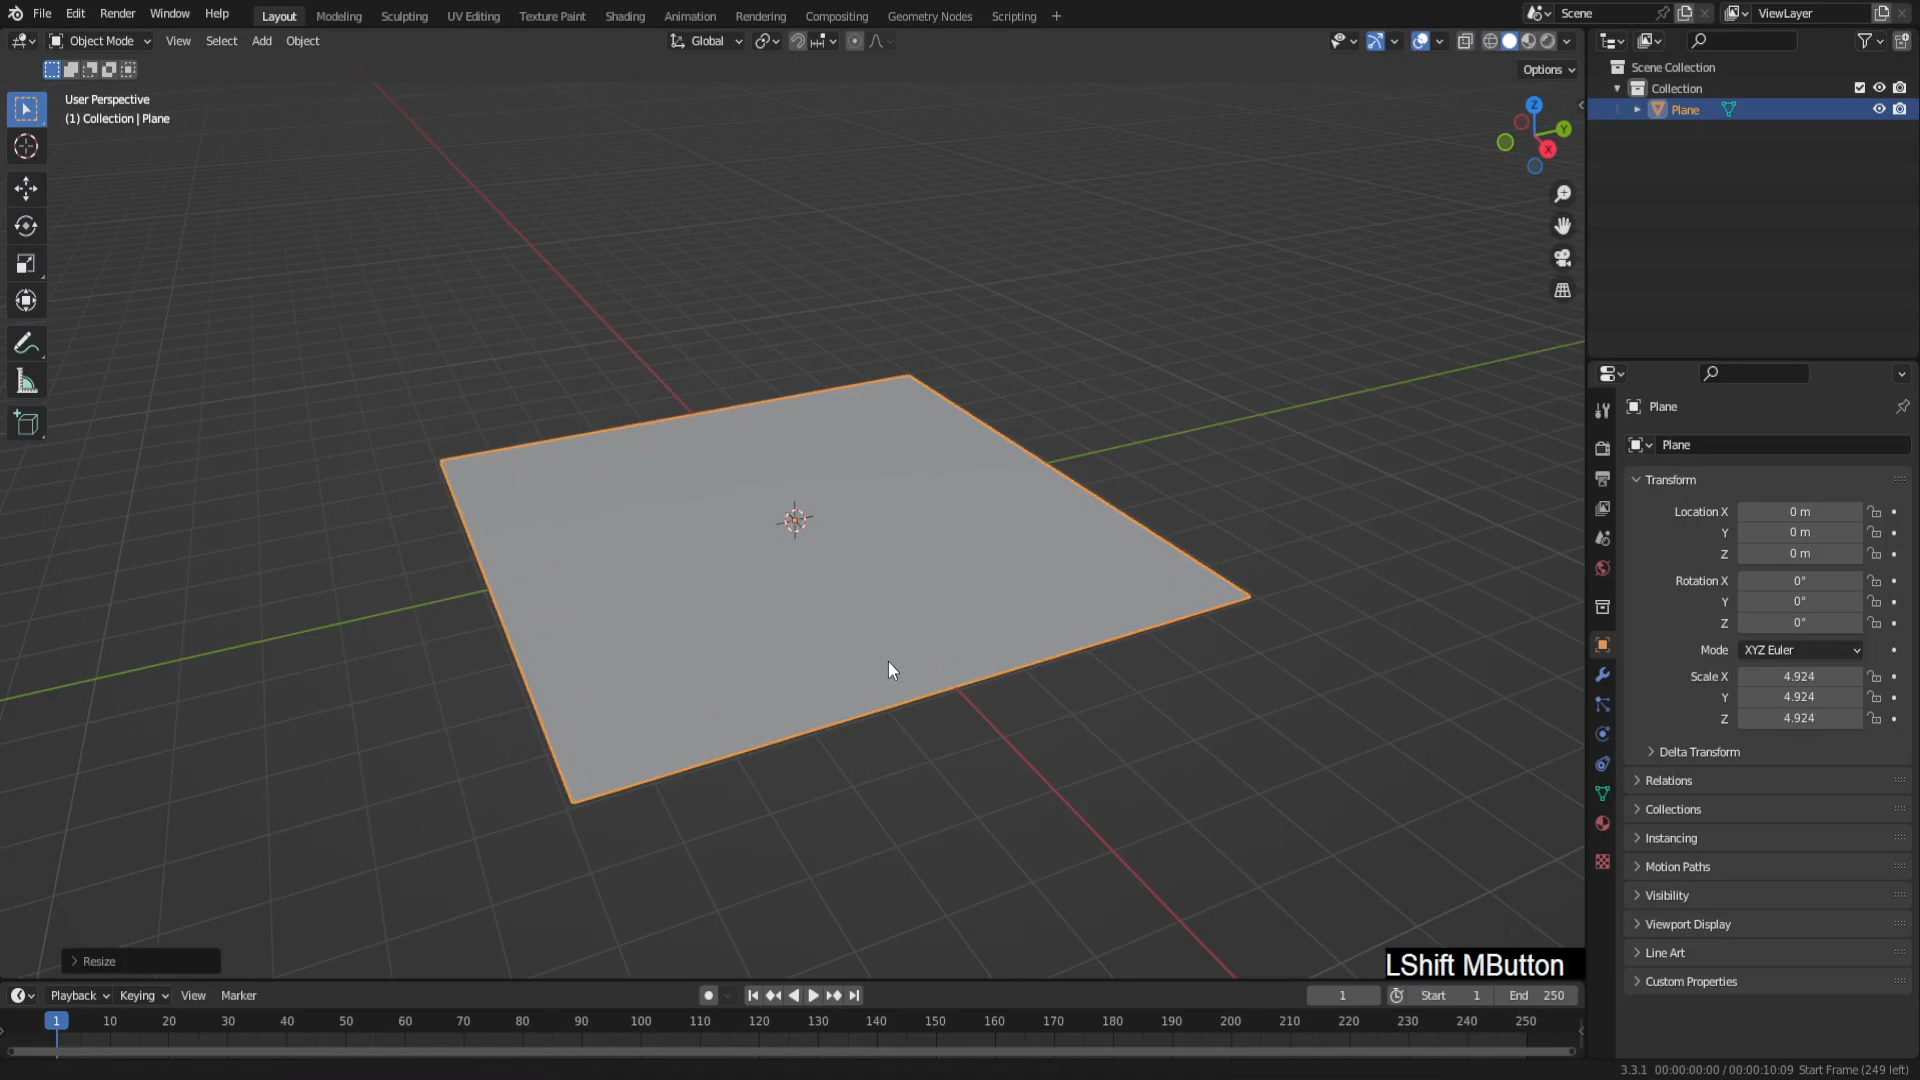 File Edit Render Window Help Layout Modeling Sculpting UV Editing Texture Paint Shading Animation Rendering Compositing Geometry Nodes Scripting + Scene ViewLayer
Object Mode View Select Add Object Global
Options
User Perspective
(1) Collection | Plane
Z
Y
X
Scene Collection
Collection
Plane
Plane
Plane
Transform
Location X 0 m
Y 0 m
Z 0 m
Rotation X 0°
Y 0°
Z 0°
Mode XYZ Euler
Scale X 4.924
Y 4.924
Z 4.924
Delta Transform
Relations
Collections
Instancing
Motion Paths
Visibility
Viewport Display
Line Art
Custom Properties
Resize
LShift MButton
Playback Keying View Marker 1 Start 1 End 250
1 10 20 30 40 50 60 70 80 90 100 110 120 130 140 150 160 170 180 190 200 210 220 230 240 250
3.3.1 00:00:00:00 / 00:00:10:09 Start Frame (249 left)